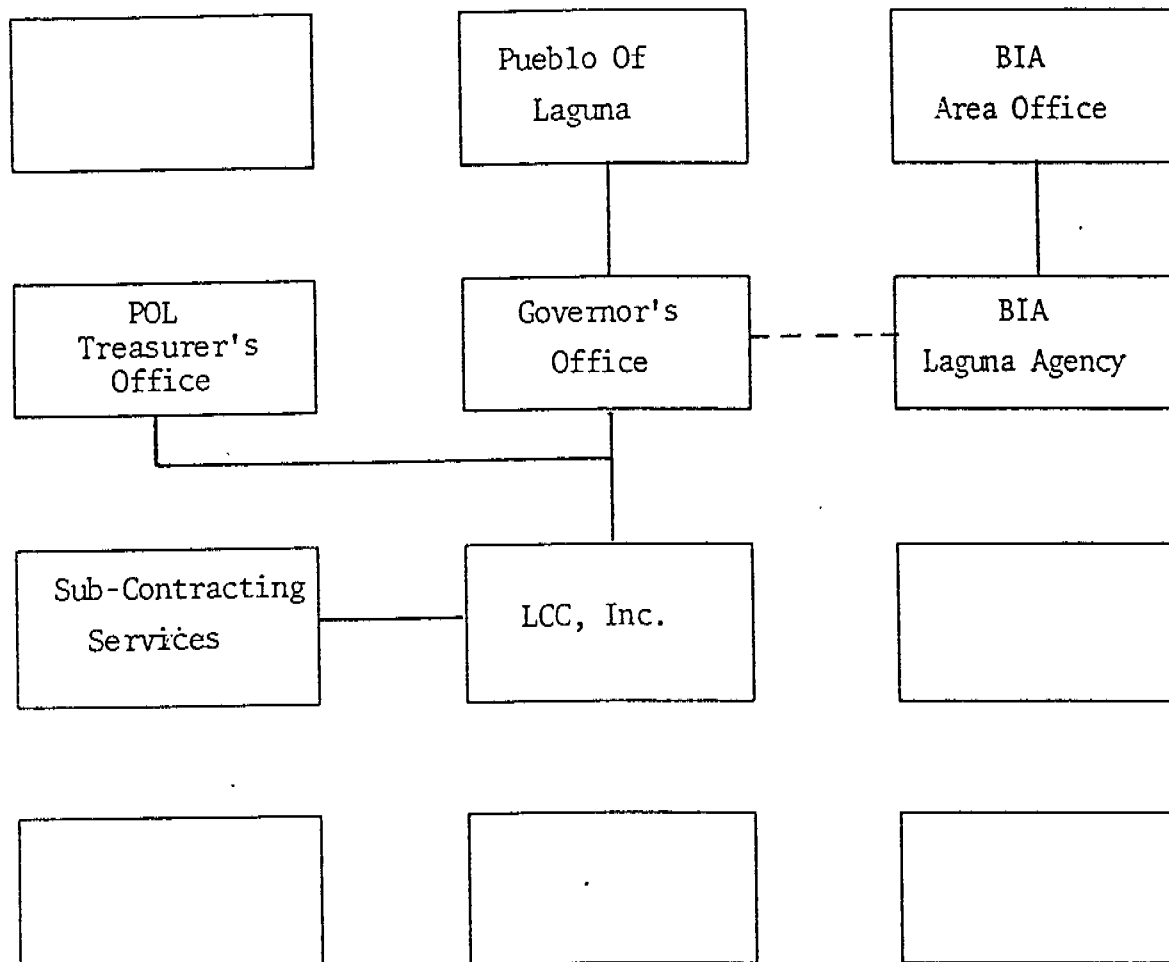 Pueblo Of
Laguna
BIA
Area Office
POL
Treasurer's
Office
Governor's
Office
BIA
Laguna Agency
Sub-Contracting
Services
LCC, Inc.